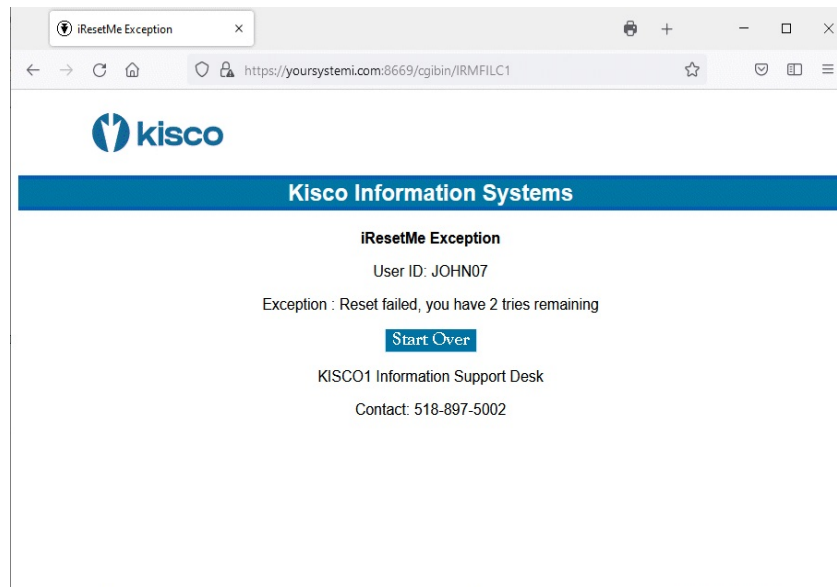 iResetMe Exception
https://yoursystemi.com:8669/cgibin/IRMFILC1
kisco
Kisco Information Systems
iResetMe Exception
User ID: JOHN07
Exception : Reset failed, you have 2 tries remaining
Start Over
KISCO1 Information Support Desk
Contact: 518-897-5002